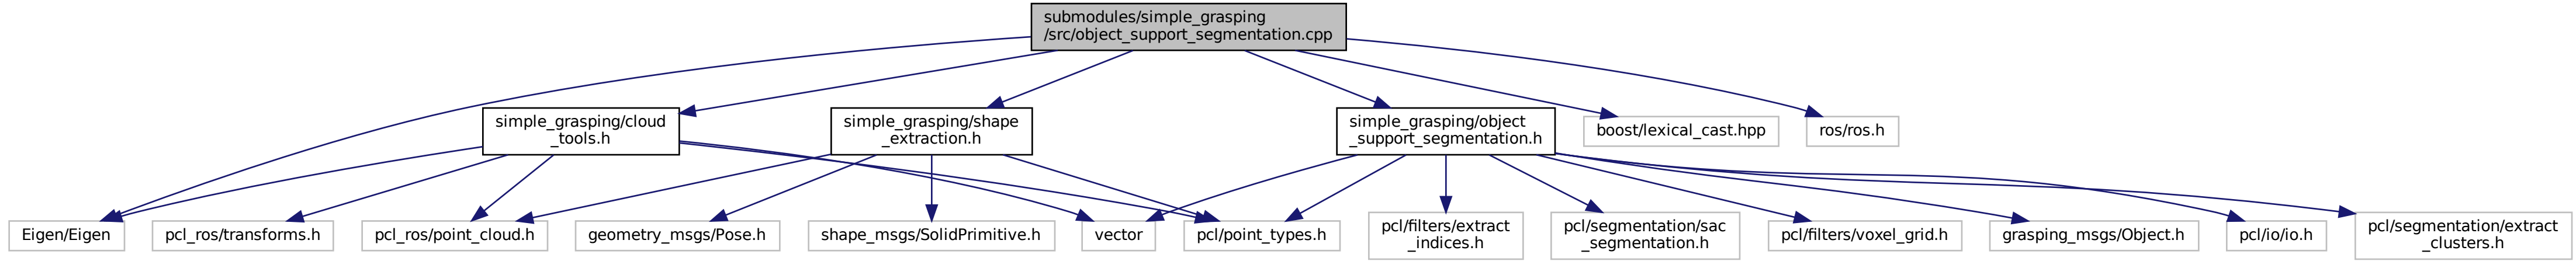 submodules/simple_grasping
/src/object_support_segmentation.cpp
simple_grasping/cloud
_tools.h
simple_grasping/shape
_extraction.h
simple_grasping/object
_support_segmentation.h
boost/lexical_cast.hpp
ros/ros.h
Eigen/Eigen
pcl_ros/transforms.h
pcl_ros/point_cloud.h
geometry_msgs/Pose.h
shape_msgs/SolidPrimitive.h
vector
pcl/point_types.h
pcl/filters/extract
_indices.h
pcl/segmentation/sac
_segmentation.h
pcl/filters/voxel_grid.h
grasping_msgs/Object.h
pcl/io/io.h
pcl/segmentation/extract
_clusters.h